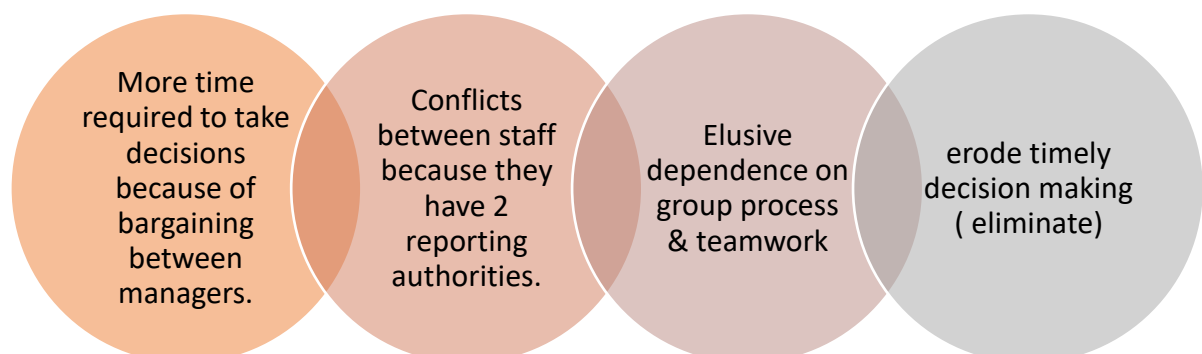 More time
required to take
decisions
because of
bargaining
between
managers.
Conflicts
between staff
because they
have 2
reporting
authorities.
Elusive
dependence on
group process
& teamwork
erode timely
decision making
( eliminate)